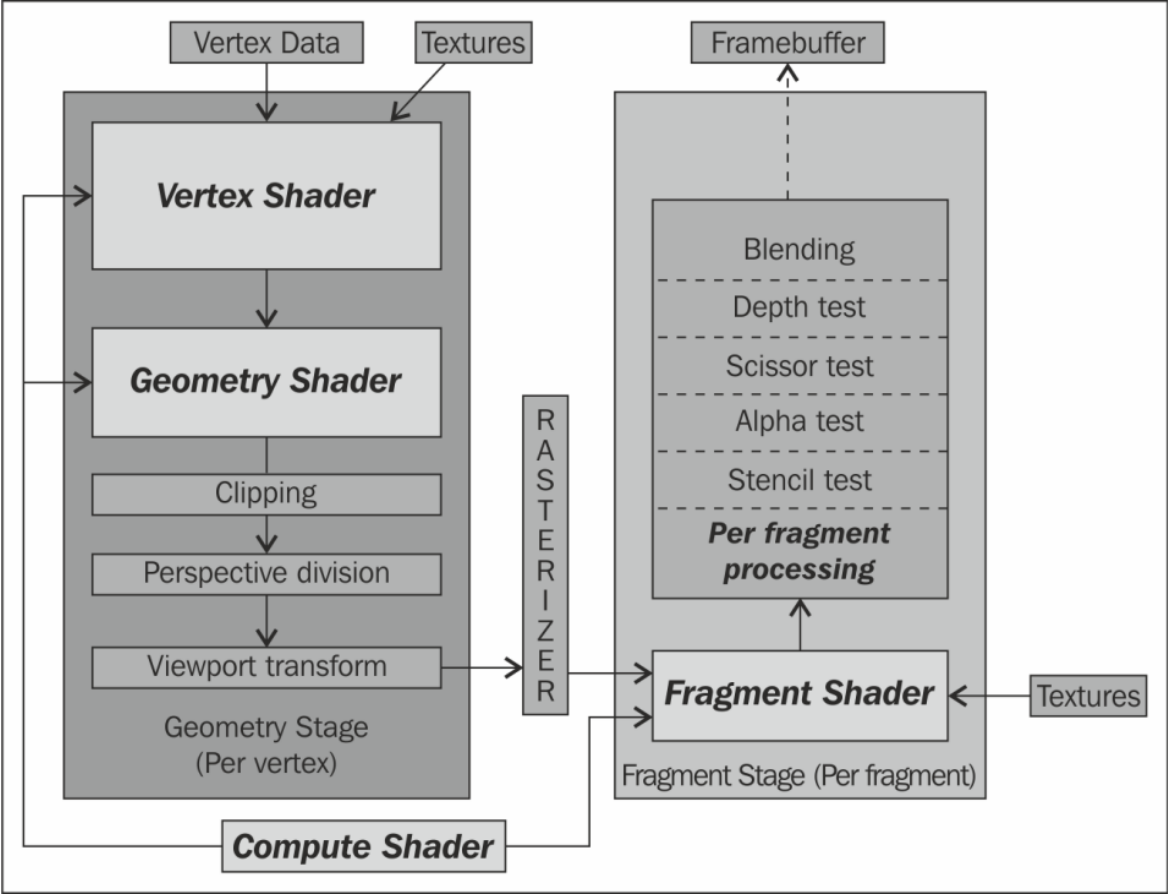 Vertex Data
Textures
Framebuffer
Vertex Shader
Geometry Shader
Clipping
Perspective division
Viewport transform
Geometry Stage
(Per vertex)
RASTERIZER
Blending
Depth test
Scissor test
Alpha test
Stencil test
Per fragment
processing
Fragment Shader
Textures
Fragment Stage (Per fragment)
Compute Shader